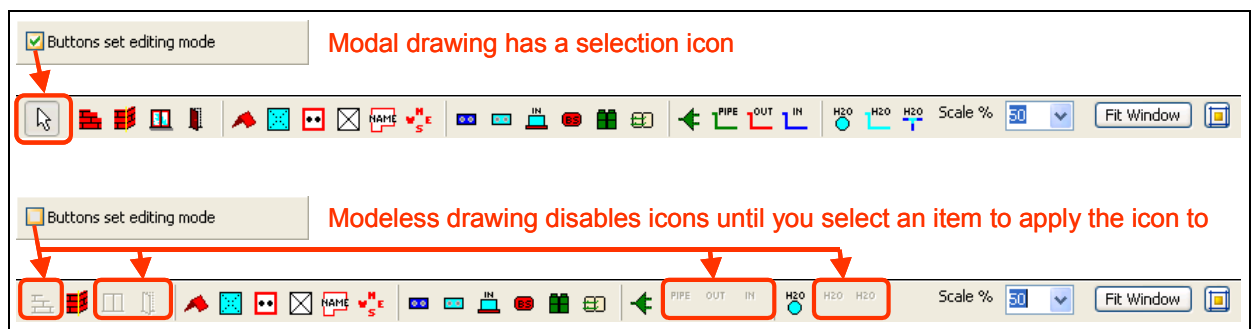 Buttons set editing mode Modal drawing has a selection icon
NAME N W E S IN BS PIPE OUT IN H2O H2O H2O Scale % 50 Fit Window
Buttons set editing mode Modeless drawing disables icons until you select an item to apply the icon to
NAME N W E S IN BS PIPE OUT IN H2O H2O H2O Scale % 50 Fit Window